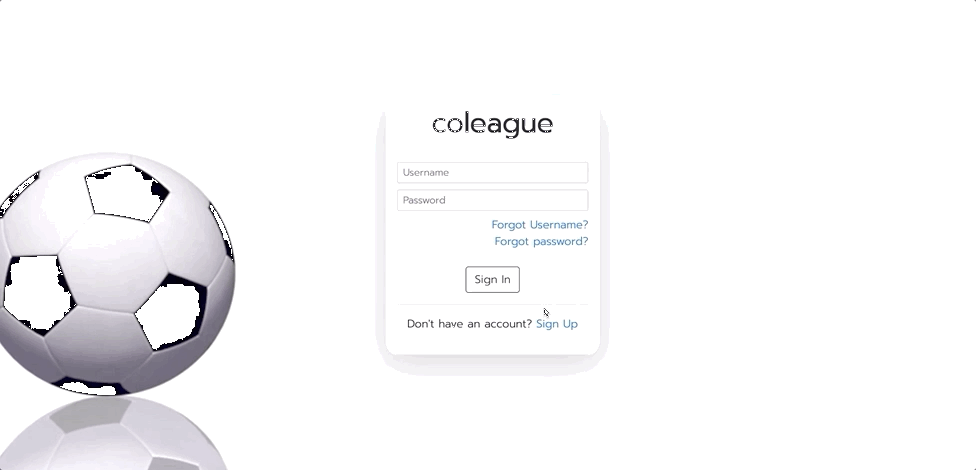 coleague
Username
Password
Forgot Username?
Forgot password?
Sign In
Don't have an account? Sign Up